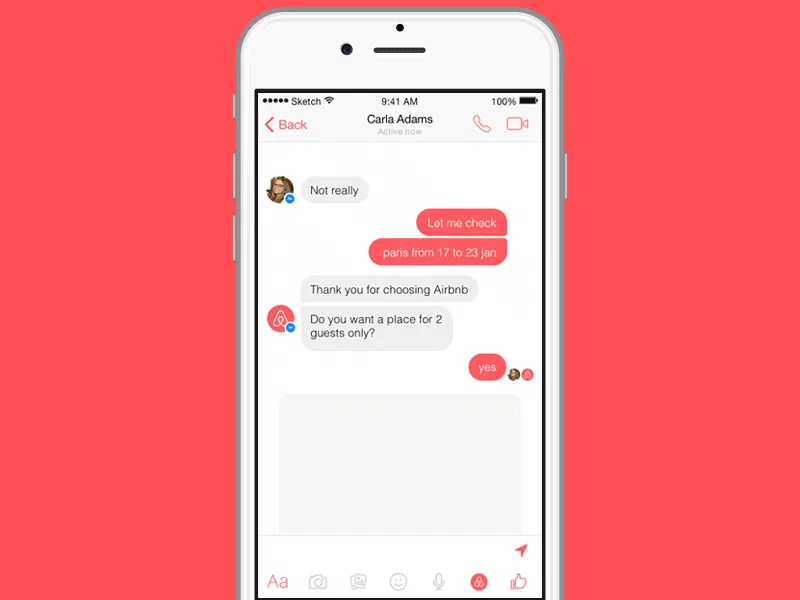 Sketch 9:41 AM 100%
Back Carla Adams
Active now
Not really
Let me check
paris from 17 to 23 jan
Thank you for choosing Airbnb
Do you want a place for 2
guests only?
yes
Aa